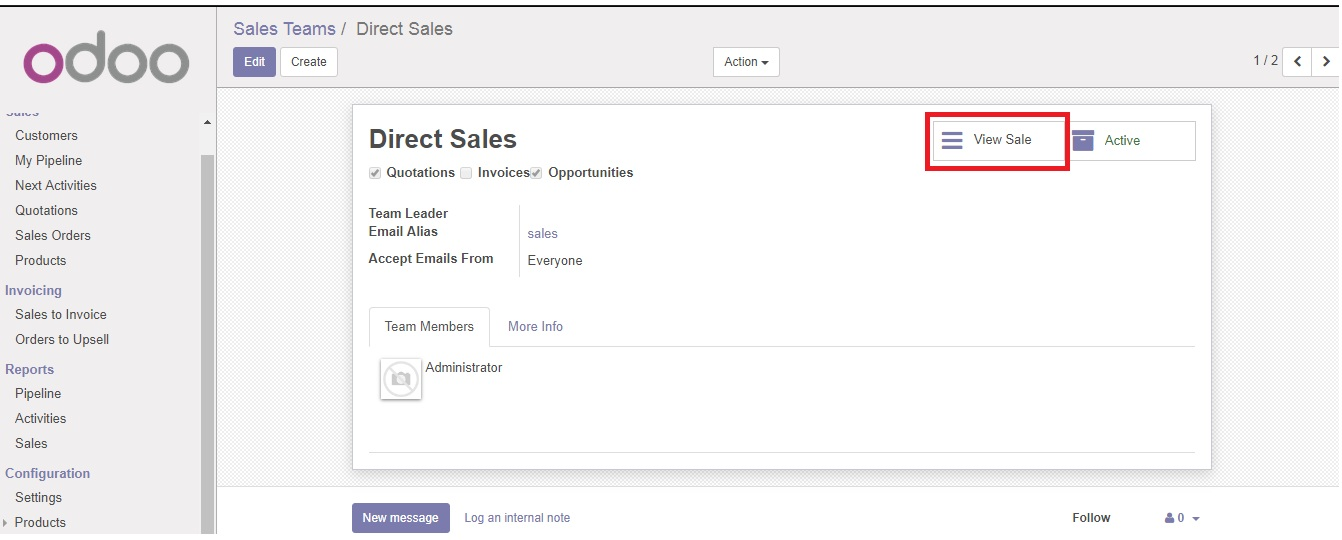 odoo
Sales
Customers
My Pipeline
Next Activities
Quotations
Sales Orders
Products
Invoicing
Sales to Invoice
Orders to Upsell
Reports
Pipeline
Activities
Sales
Configuration
Settings
Products
Sales Teams / Direct Sales
Edit Create Action 1 / 2
Direct Sales
View Sale Active
Quotations Invoices Opportunities
Team Leader
Email Alias sales
Accept Emails From Everyone
Team Members More Info
Administrator
New message Log an internal note Follow 0